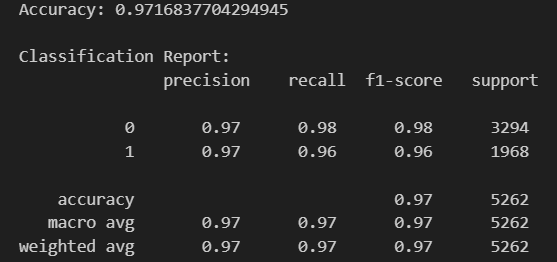 Accuracy: 0.9716837704294945
Classification Report:
precision recall f1-score support
0 0.97 0.98 0.98 3294
1 0.97 0.96 0.96 1968
accuracy 0.97 5262
macro avg 0.97 0.97 0.97 5262
weighted avg 0.97 0.97 0.97 5262